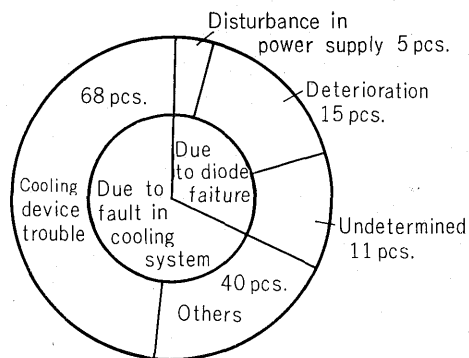 Disturbance in
power supply 5 pcs.
68 pcs.
Deterioration
15 pcs.
Due
to diode
faiture
Cooling
device
trouble
Due to
fault in
cooling
system
Undetermined
11 pcs.
40 pcs.
Others